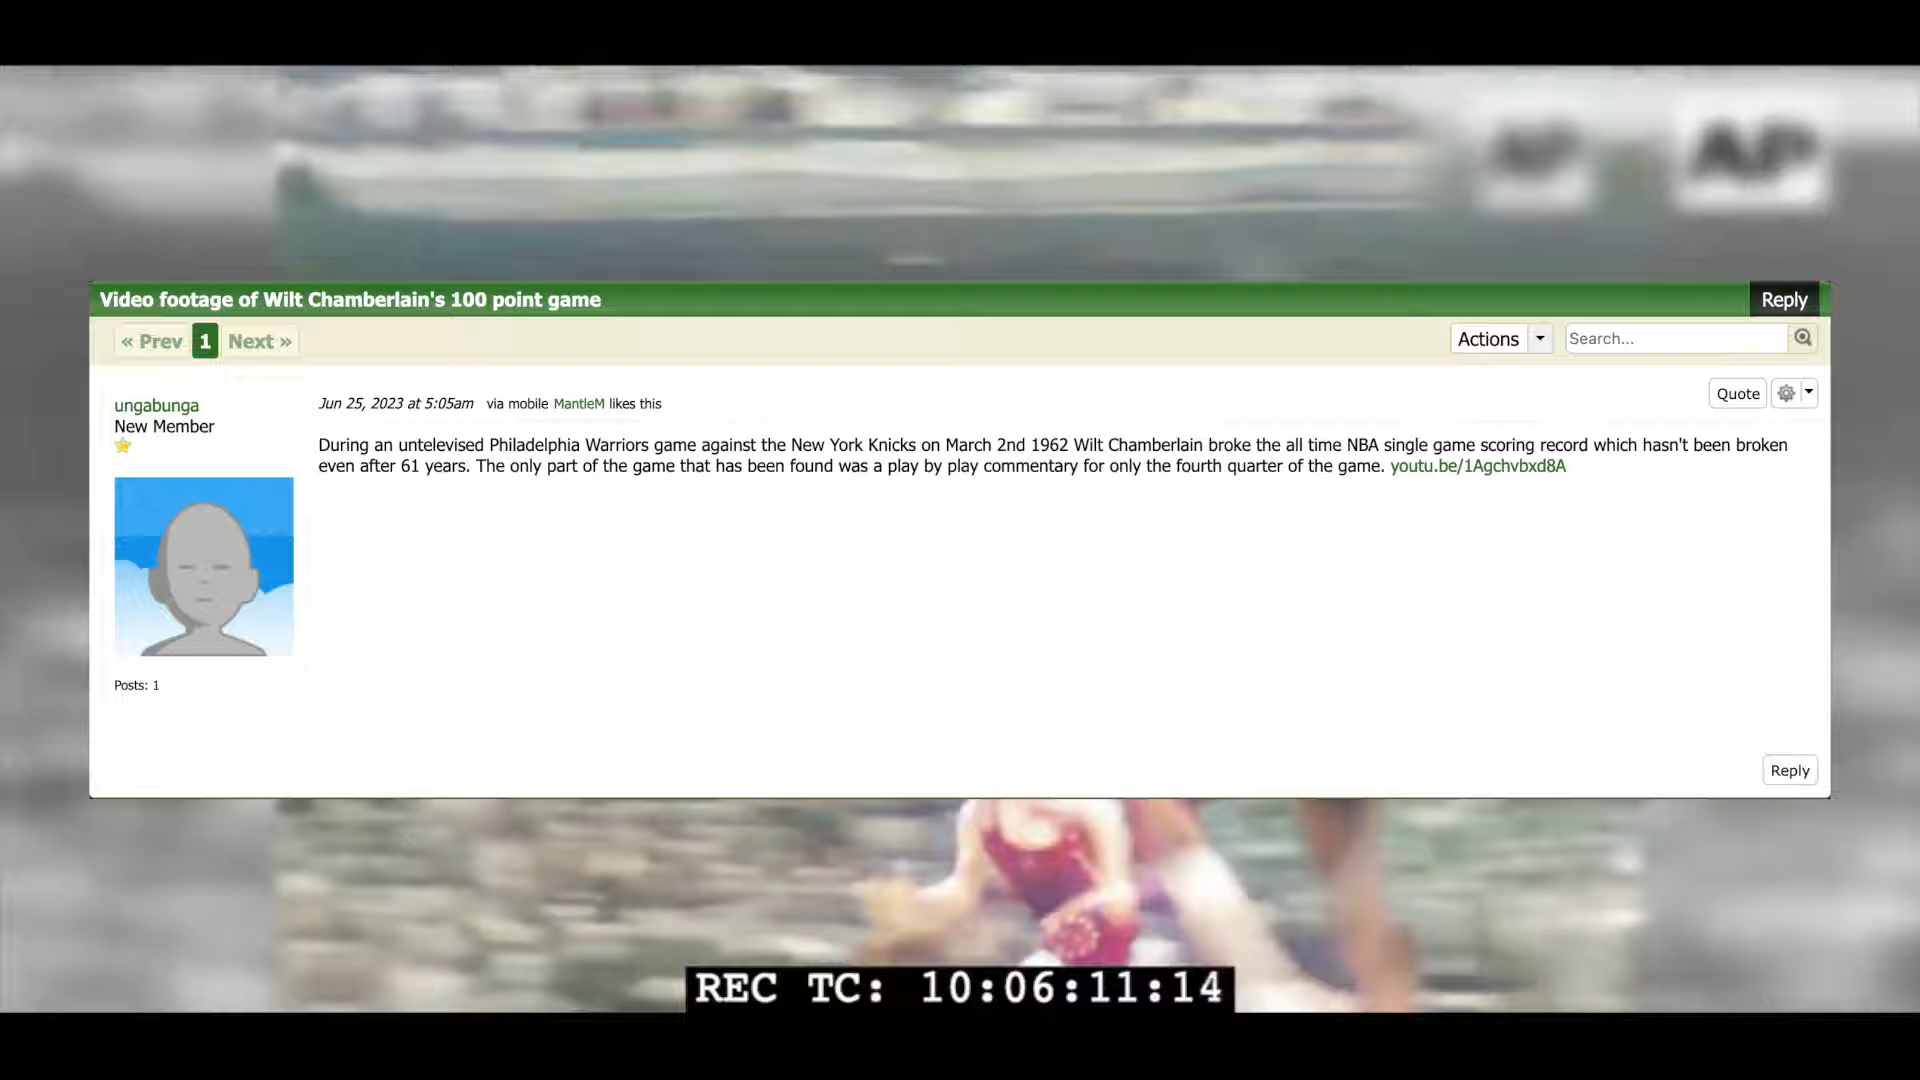 AP AP
Video footage of Wilt Chamberlain's 100 point game
Reply
« Prev 1 Next »
Actions
Search...
Quote
ungabunga
New Member
Jun 25, 2023 at 5:05am via mobile MantleM likes this
During an untelevised Philadelphia Warriors game against the New York Knicks on March 2nd 1962 Wilt Chamberlain broke the all time NBA single game scoring record which hasn't been broken
even after 61 years. The only part of the game that has been found was a play by play commentary for only the fourth quarter of the game. youtu.be/1Agchvbxd8A
Posts: 1
Reply
REC TC: 10:06:11:14